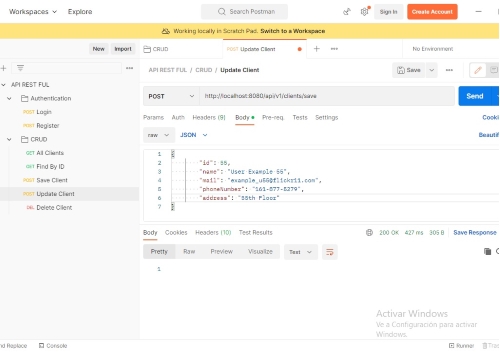 Workspaces Explore Search Postman Sign In Create Account
Working locally in Scratch Pad. Switch to a Workspace
New Import CRUD POST Update Client + ••• No Environment
+ •••
API REST FUL / CRUD / Update Client Save •••
API REST FUL
Authentication
POST Login
POST Register
CRUD
GET All Clients
GET Find By ID
POST Save Client
POST Update Client
DEL Delete Client
POST http://localhost:8080/api/v1/clients/save Send
Params Auth Headers (9) Body Pre-req. Tests Settings Cooki
raw JSON Beautif
1 {
2 "id": 55,
3 "name": "User Example 55",
4 "mail": "example_u55@flickr11.com",
5 "phoneNumber": "161-577-5279",
6 "address": "55th Floor"
7 }
Body Cookies Headers (10) Test Results 200 OK 427 ms 305 B Save Response
Pretty Raw Preview Visualize Text
1
Activar Windows
Ve a Configuración para activar
Windows.
nd Replace Console Runner Tras